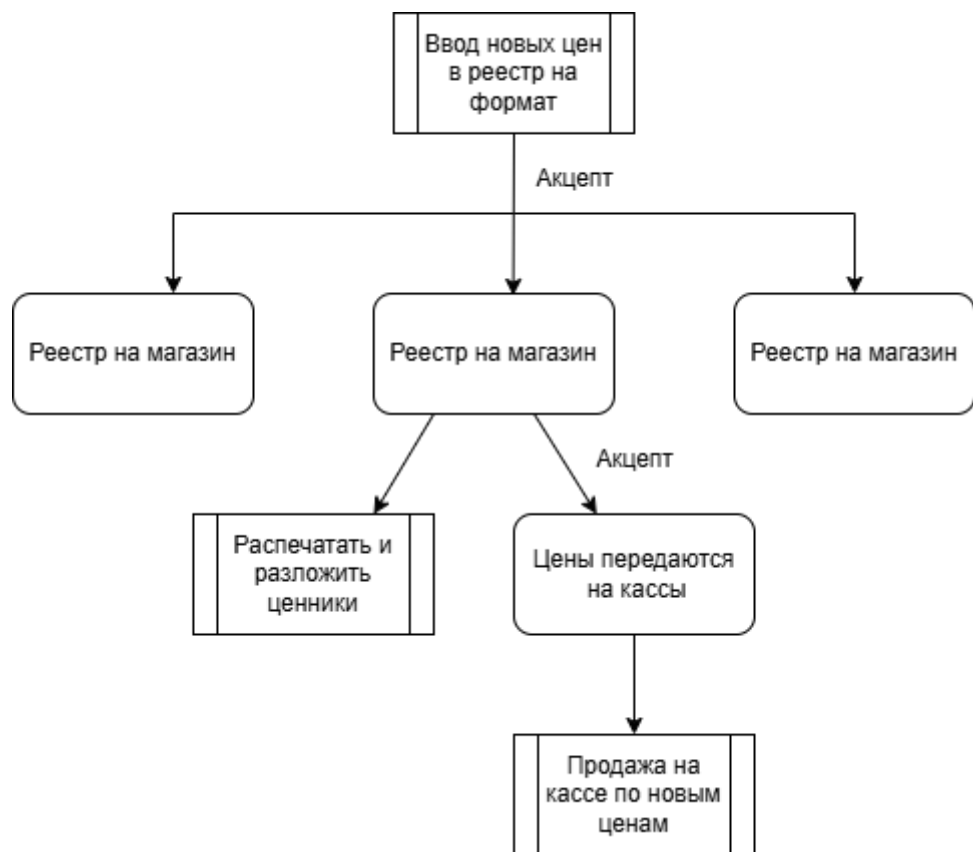 Ввод новых цен
в реестр на
формат
Акцепт
Реестр на магазин
Реестр на магазин
Реестр на магазин
Акцепт
Распечатать и
разложить
ценники
Цены передаются
на кассы
Продажа на
кассе по новым
ценам